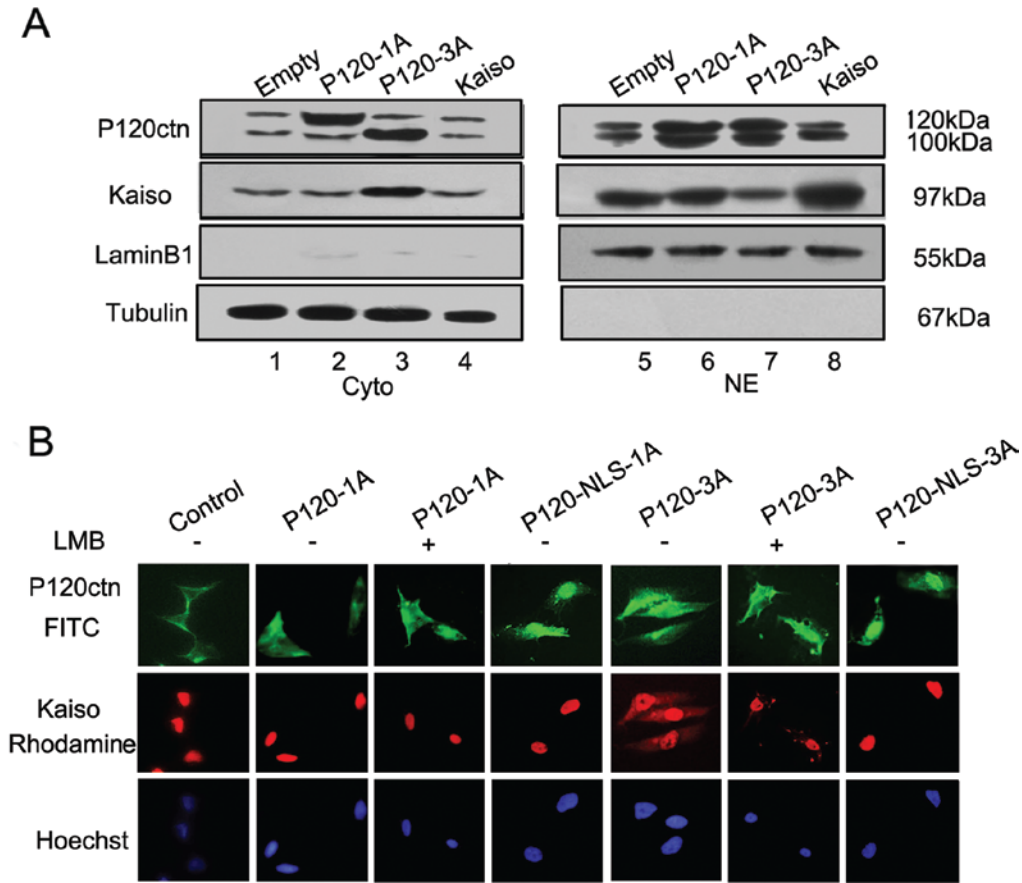 A
Empty P120-1A P120-3A Kaiso Empty P120-1A P120-3A Kaiso
P120ctn 120kDa
100kDa
Kaiso 97kDa
LaminB1 55kDa
Tubulin 67kDa
1 2 3 4 5 6 7 8
Cyto NE
B
Control P120-1A P120-1A P120-NLS-1A P120-3A P120-3A P120-NLS-3A
LMB - - + - - + -
P120ctn
FITC
Kaiso
Rhodamine
Hoechst